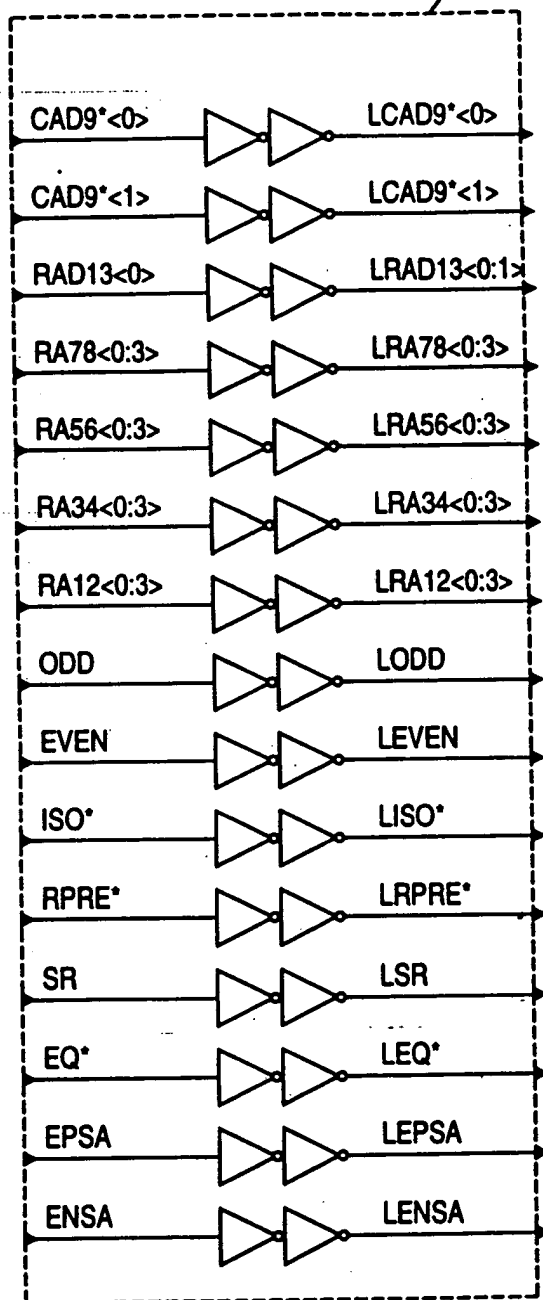 CAD9*<0> LCAD9*<0>
CAD9*<1> LCAD9*<1>
RAD13<0> LRAD13<0:1>
RA78<0:3> LRA78<0:3>
RA56<0:3> LRA56<0:3>
RA34<0:3> LRA34<0:3>
RA12<0:3> LRA12<0:3>
ODD LODD
EVEN LEVEN
ISO* LISO*
RPRE* LRPRE*
SR LSR
EQ* LEQ*
EPSA LEPSA
ENSA LENSA